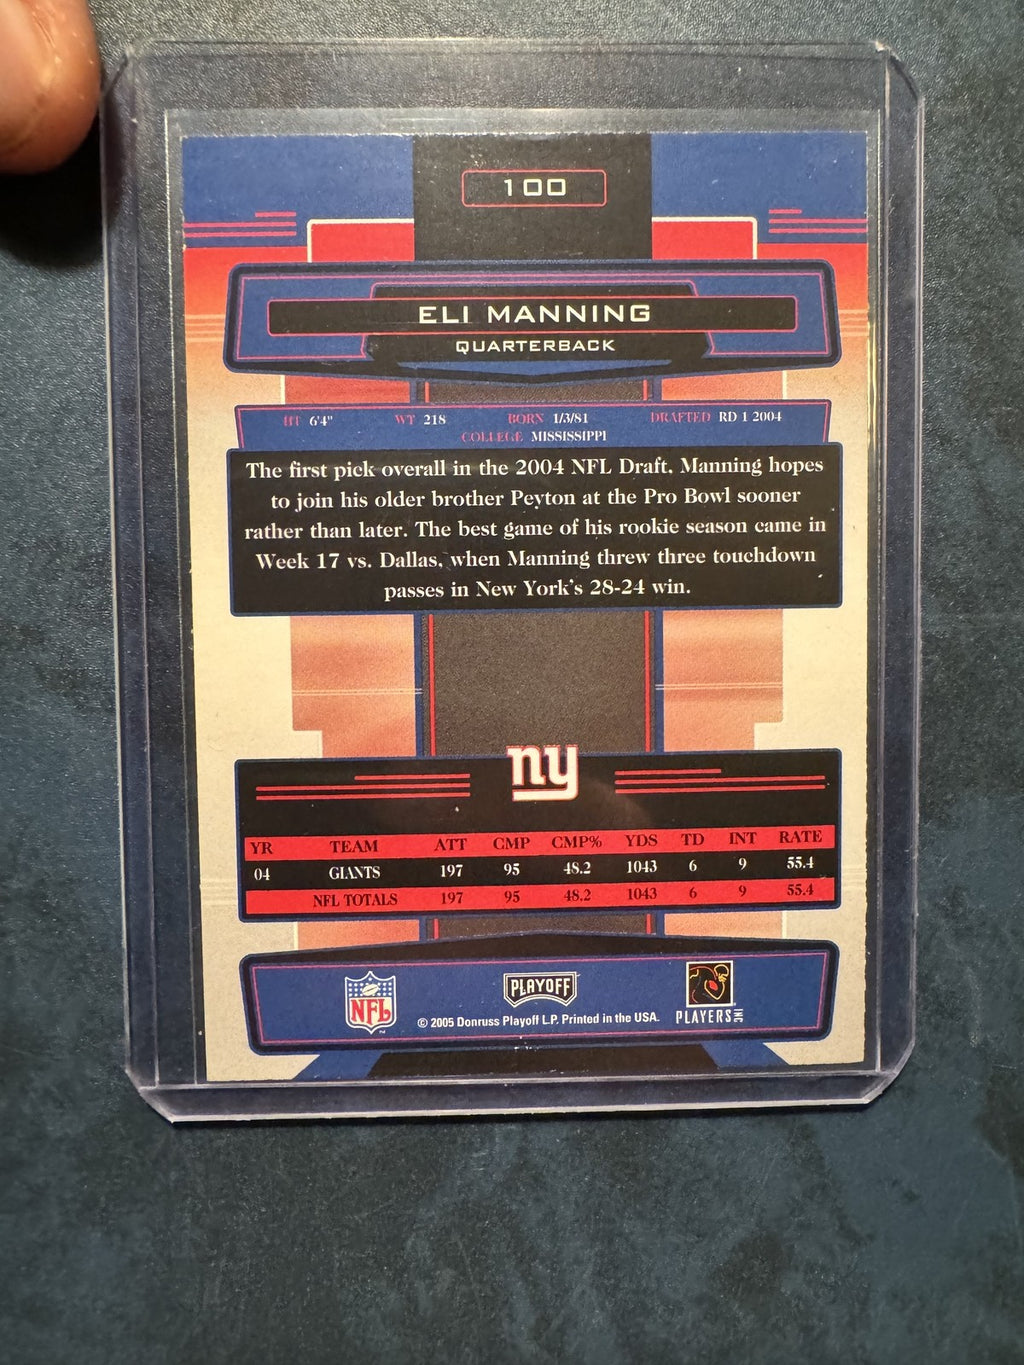 100
ELI MANNING
QUARTERBACK
HT 6'4" WT 218 BORN 1/3/81 DRAFTED RD 1 2004
COLLEGE MISSISSIPPI
The first pick overall in the 2004 NFL Draft, Manning hopes
to join his older brother Peyton at the Pro Bowl sooner
rather than later. The best game of his rookie season came in
Week 17 vs. Dallas, when Manning threw three touchdown
passes in New York's 28-24 win.
ny
YR TEAM ATT CMP CMP% YDS TD INT RATE
04 GIANTS 197 95 48.2 1043 6 9 55.4
NFL TOTALS 197 95 48.2 1043 6 9 55.4
NFL PLAYOFF PLAYERS INC
© 2005 Donruss Playoff L.P. Printed in the USA.